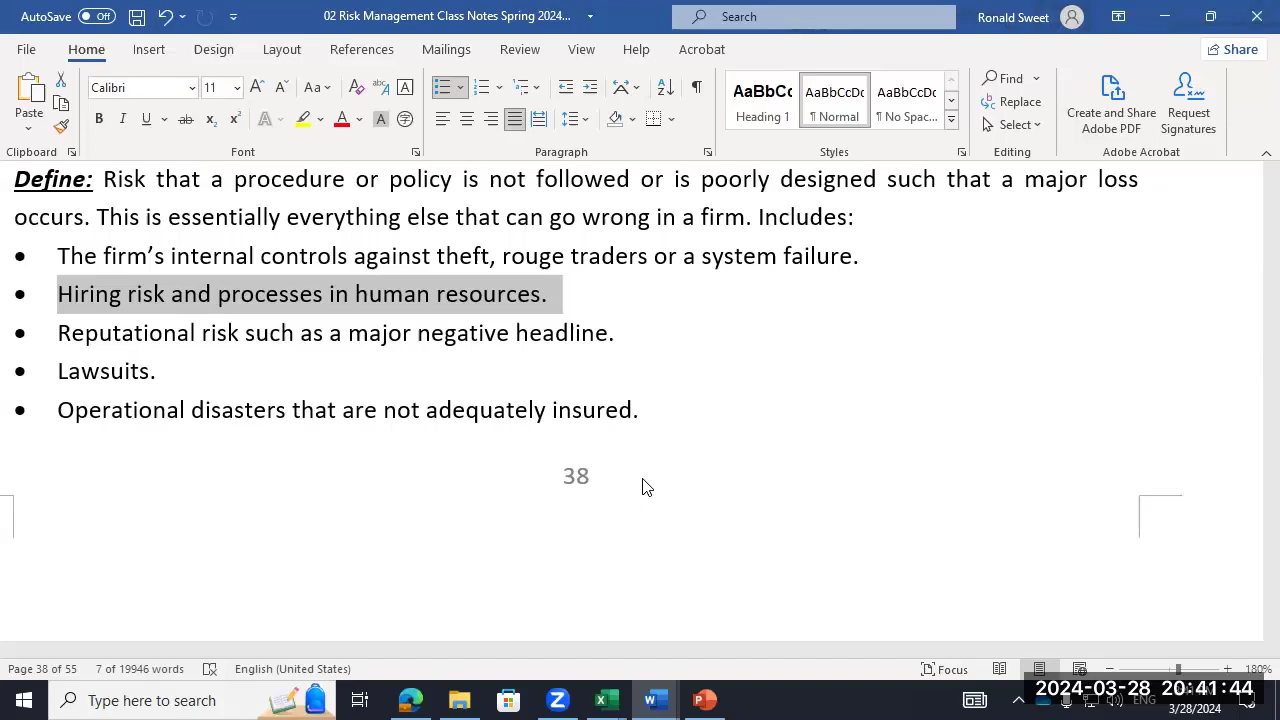 AutoSave Off 02 Risk Management Class Notes Spring 2024... Search Ronald Sweet
File Home Insert Design Layout References Mailings Review View Help Acrobat Share
Paste Calibri 11 Aa AaBbCc AaBbCcDc AaBbCcDc Find Replace Select
Heading 1 ¶ Normal ¶ No Spac... Create and Share Adobe PDF Request Signatures
Clipboard Font Paragraph Styles Editing Adobe Acrobat
Define: Risk that a procedure or policy is not followed or is poorly designed such that a major loss
occurs. This is essentially everything else that can go wrong in a firm. Includes:
• The firm’s internal controls against theft, rouge traders or a system failure.
• Hiring risk and processes in human resources.
• Reputational risk such as a major negative headline.
• Lawsuits.
• Operational disasters that are not adequately insured.
38
Page 38 of 55 7 of 19946 words English (United States) Focus 180%
Type here to search ENG
2024-03-28 20:41:44
3/28/2024